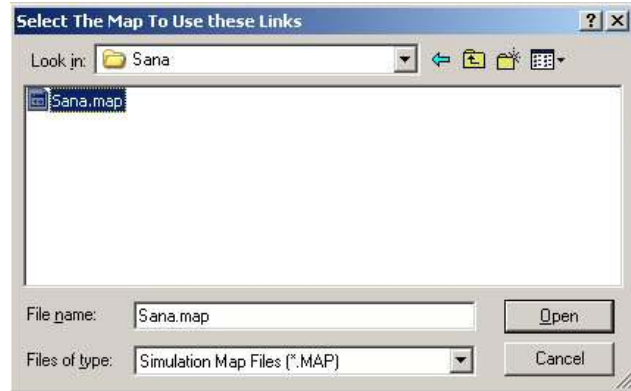 Select The Map To Use these Links
Look in: Sana
Sana.map
File name: Sana.map Open
Files of type: Simulation Map Files (*.MAP) Cancel